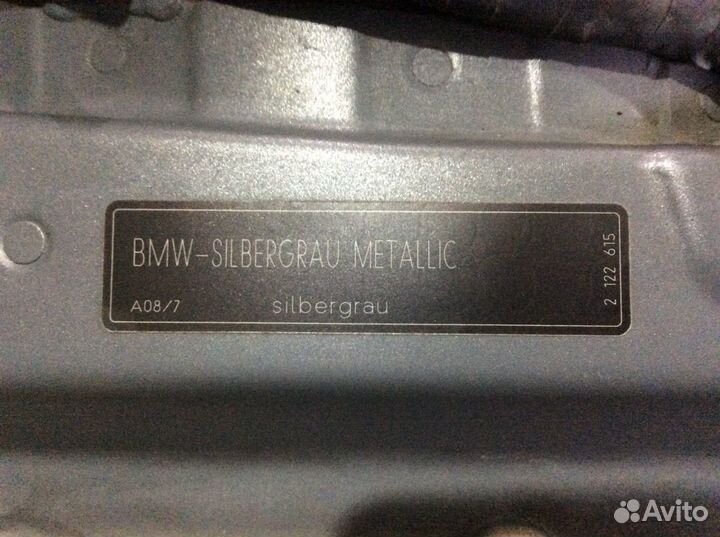 BMW-SILBERGRAU METALLIC
A08/7 silbergrau
2 122 615
Avito